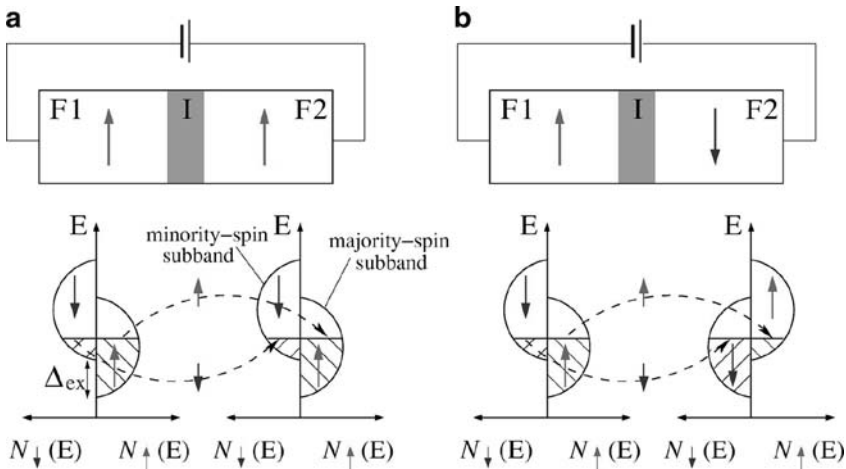 a
F1 I F2
E E
minority-spin
subband
majority-spin
subband
Δex
N↓(E) N↑(E) N↓(E) N↑(E)
b
F1 I F2
E E
N↓(E) N↑(E) N↓(E) N↑(E)